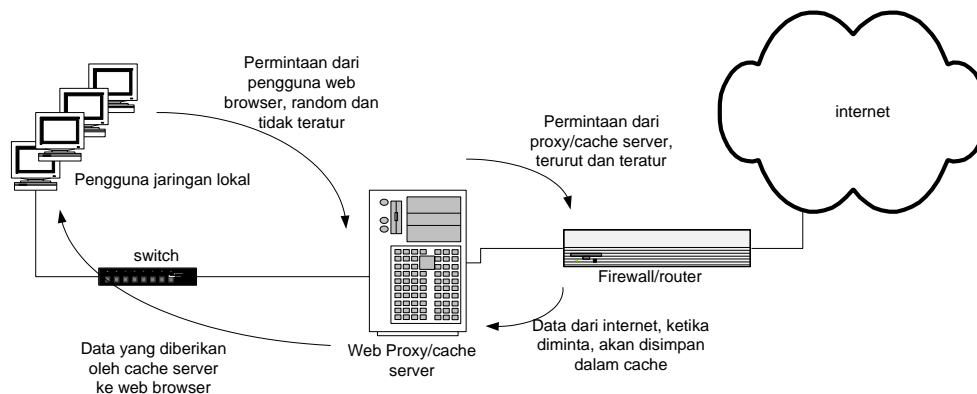 Permintaan dari
pengguna web
browser, random dan
tidak teratur
Permintaan dari
proxy/cache server,
terurut dan teratur
internet
Pengguna jaringan lokal
switch
Firewall/router
Web Proxy/cache
server
Data dari internet, ketika
diminta, akan disimpan
dalam cache
Data yang diberikan
oleh cache server
ke web browser